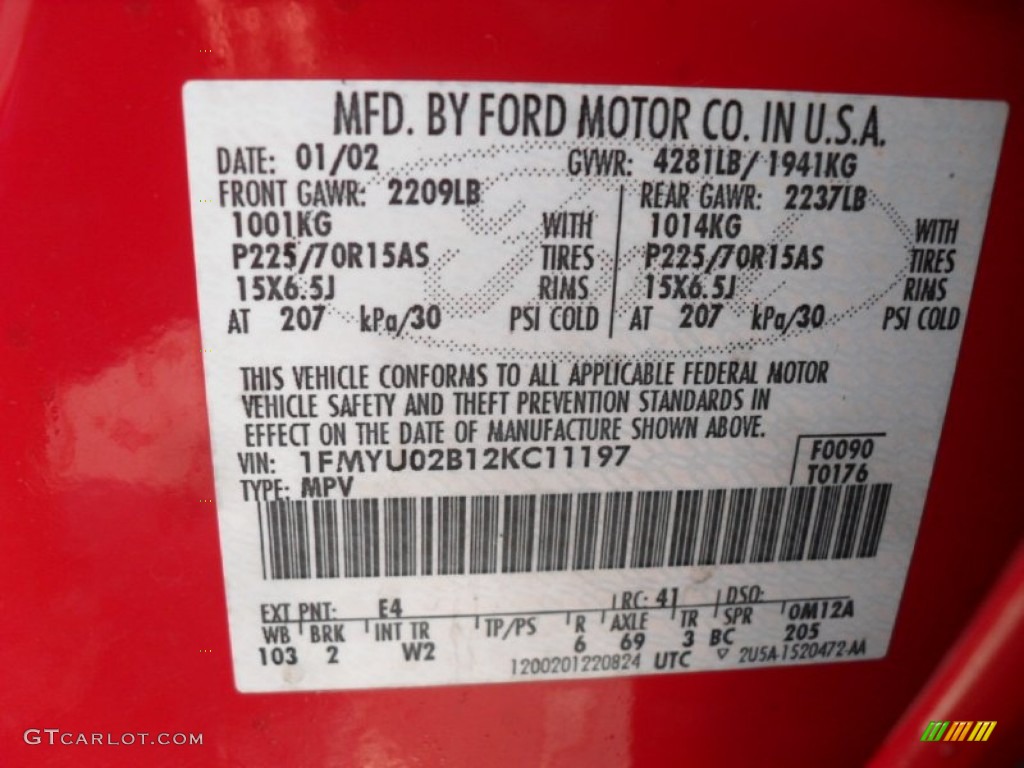 MFD. BY FORD MOTOR CO. IN U.S.A.
DATE: 01/02 GVWR: 4281LB/ 1941KG
FRONT GAWR: 2209LB REAR GAWR: 2237LB
1001KG WITH 1014KG WITH
P225/70R15AS TIRES P225/70R15AS TIRES
15X6.5J RIMS 15X6.5J RIMS
AT 207 kPa/30 PSI COLD AT 207 kPa/30 PSI COLD
THIS VEHICLE CONFORMS TO ALL APPLICABLE FEDERAL MOTOR
VEHICLE SAFETY AND THEFT PREVENTION STANDARDS IN
EFFECT ON THE DATE OF MANUFACTURE SHOWN ABOVE.
VIN: 1FMYU02B12KC11197 F0090
TYPE: MPV T0176
EXT PNT: E4 RC: 41 DSO:
WB BRK INT TR TP/PS R AXLE TR SPR 0M12A
103 2 W2 6 69 3 BC 205
1200201220824 UTC ▽ 2U5A-1520472-AA
GTCARLOT.COM